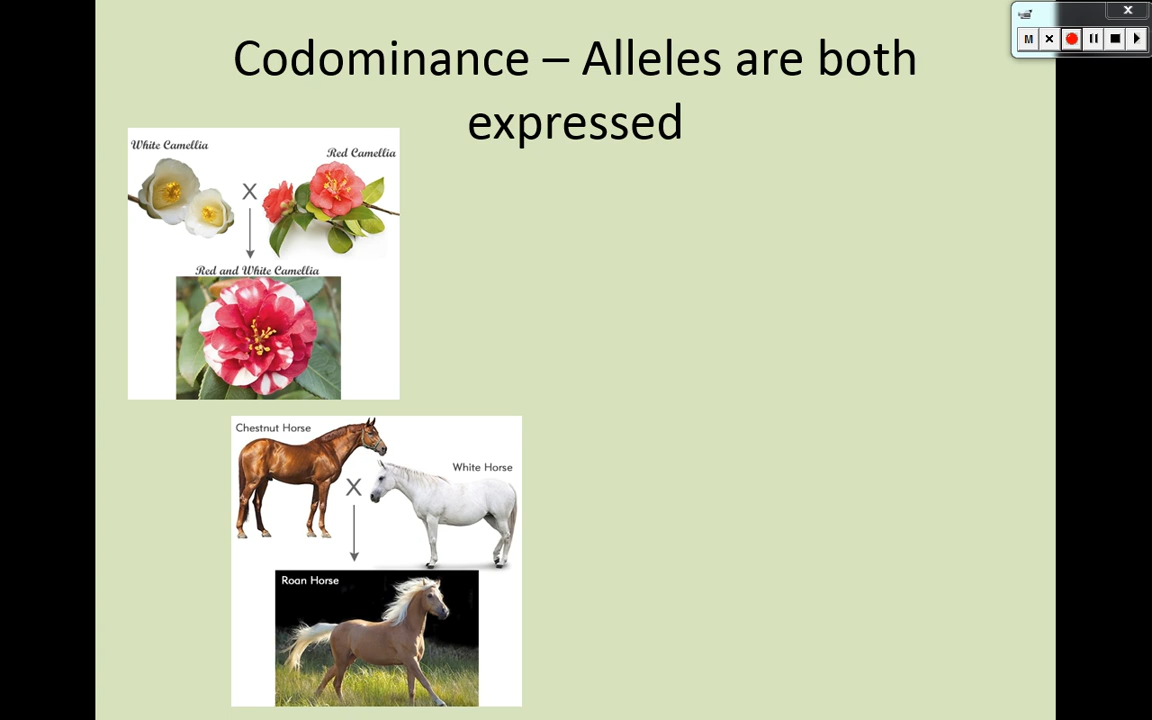 Codominance – Alleles are both
expressed
White Camellia
Red Camellia
X
Red and White Camellia
Chestnut Horse
White Horse
X
Roan Horse
M